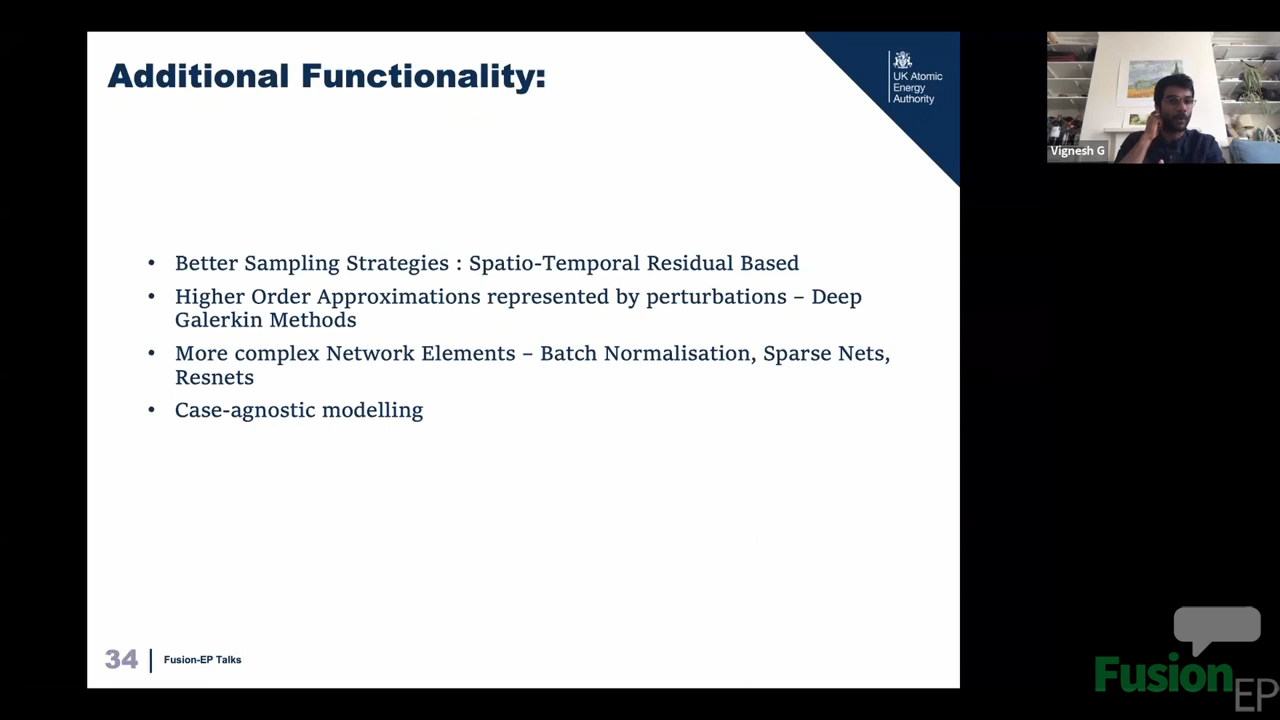 Additional Functionality:
UK Atomic
Energy
Authority
Vignesh G
• Better Sampling Strategies : Spatio-Temporal Residual Based
• Higher Order Approximations represented by perturbations – Deep
Galerkin Methods
• More complex Network Elements – Batch Normalisation, Sparse Nets,
Resnets
• Case-agnostic modelling
34
Fusion-EP Talks
Fusion
EP